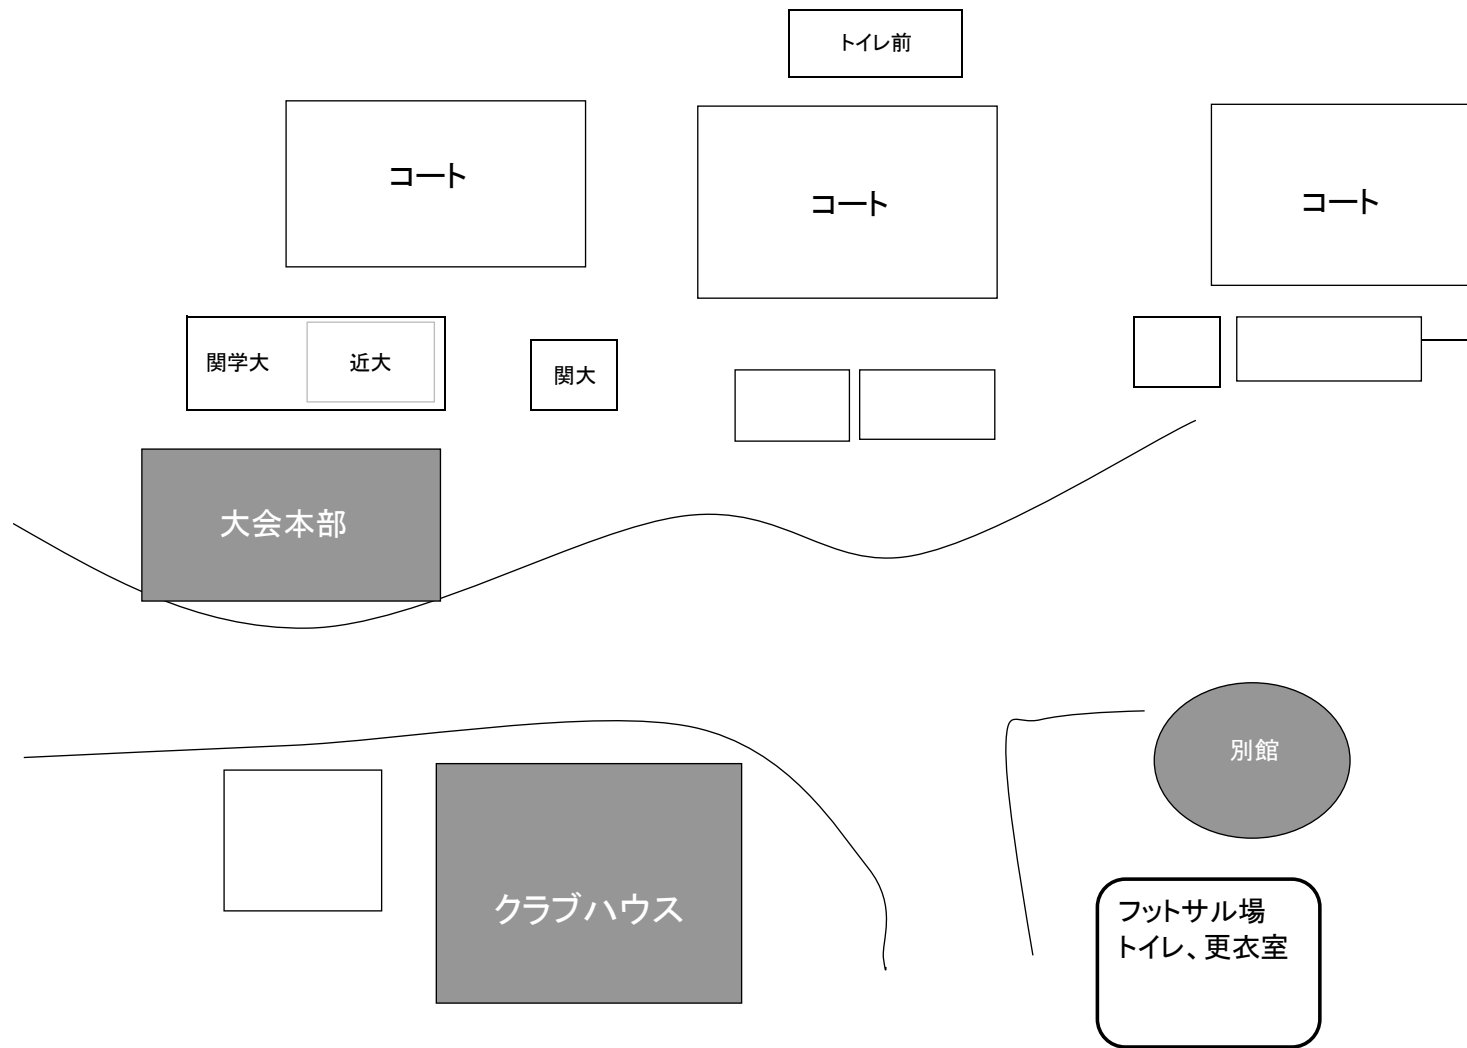 トイレ前
コート
コート
コート
関学大
近大
関大
大会本部
別館
クラブハウス
フットサル場
トイレ、更衣室